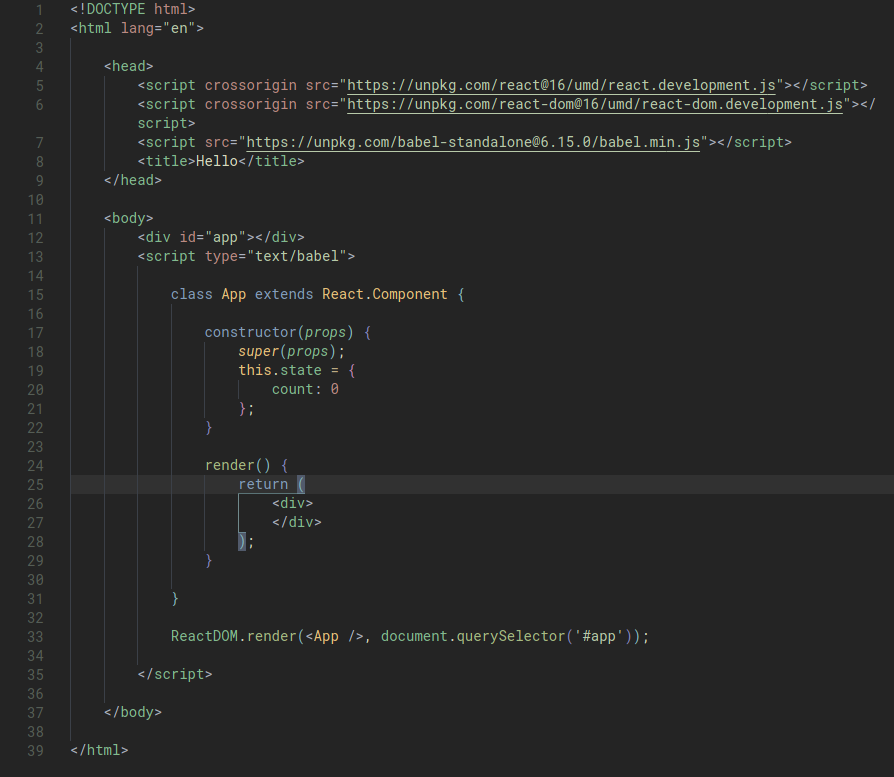 1 <!DOCTYPE html>
2 <html lang="en">
3
4 <head>
5 <script crossorigin src="https://unpkg.com/react@16/umd/react.development.js"></script>
6 <script crossorigin src="https://unpkg.com/react-dom@16/umd/react-dom.development.js"></
script>
7 <script src="https://unpkg.com/babel-standalone@6.15.0/babel.min.js"></script>
8 <title>Hello</title>
9 </head>
10
11 <body>
12 <div id="app"></div>
13 <script type="text/babel">
14
15 class App extends React.Component {
16
17 constructor(props) {
18 super(props);
19 this.state = {
20 count: 0
21 };
22 }
23
24 render() {
25 return (
26 <div>
27 </div>
28 );
29 }
30
31 }
32
33 ReactDOM.render(<App />, document.querySelector('#app'));
34
35 </script>
36
37 </body>
38
39 </html>